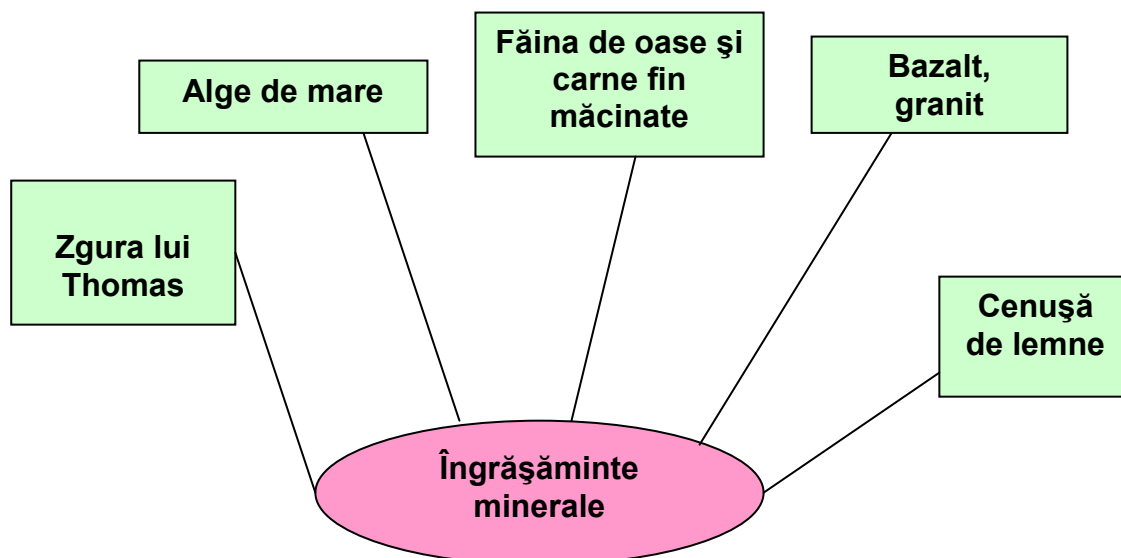 Zgura lui
Thomas
Alge de mare
Făina de oase şi
carne fin
măcinate
Bazalt,
granit
Cenuşă
de lemne
Îngrăşăminte
minerale